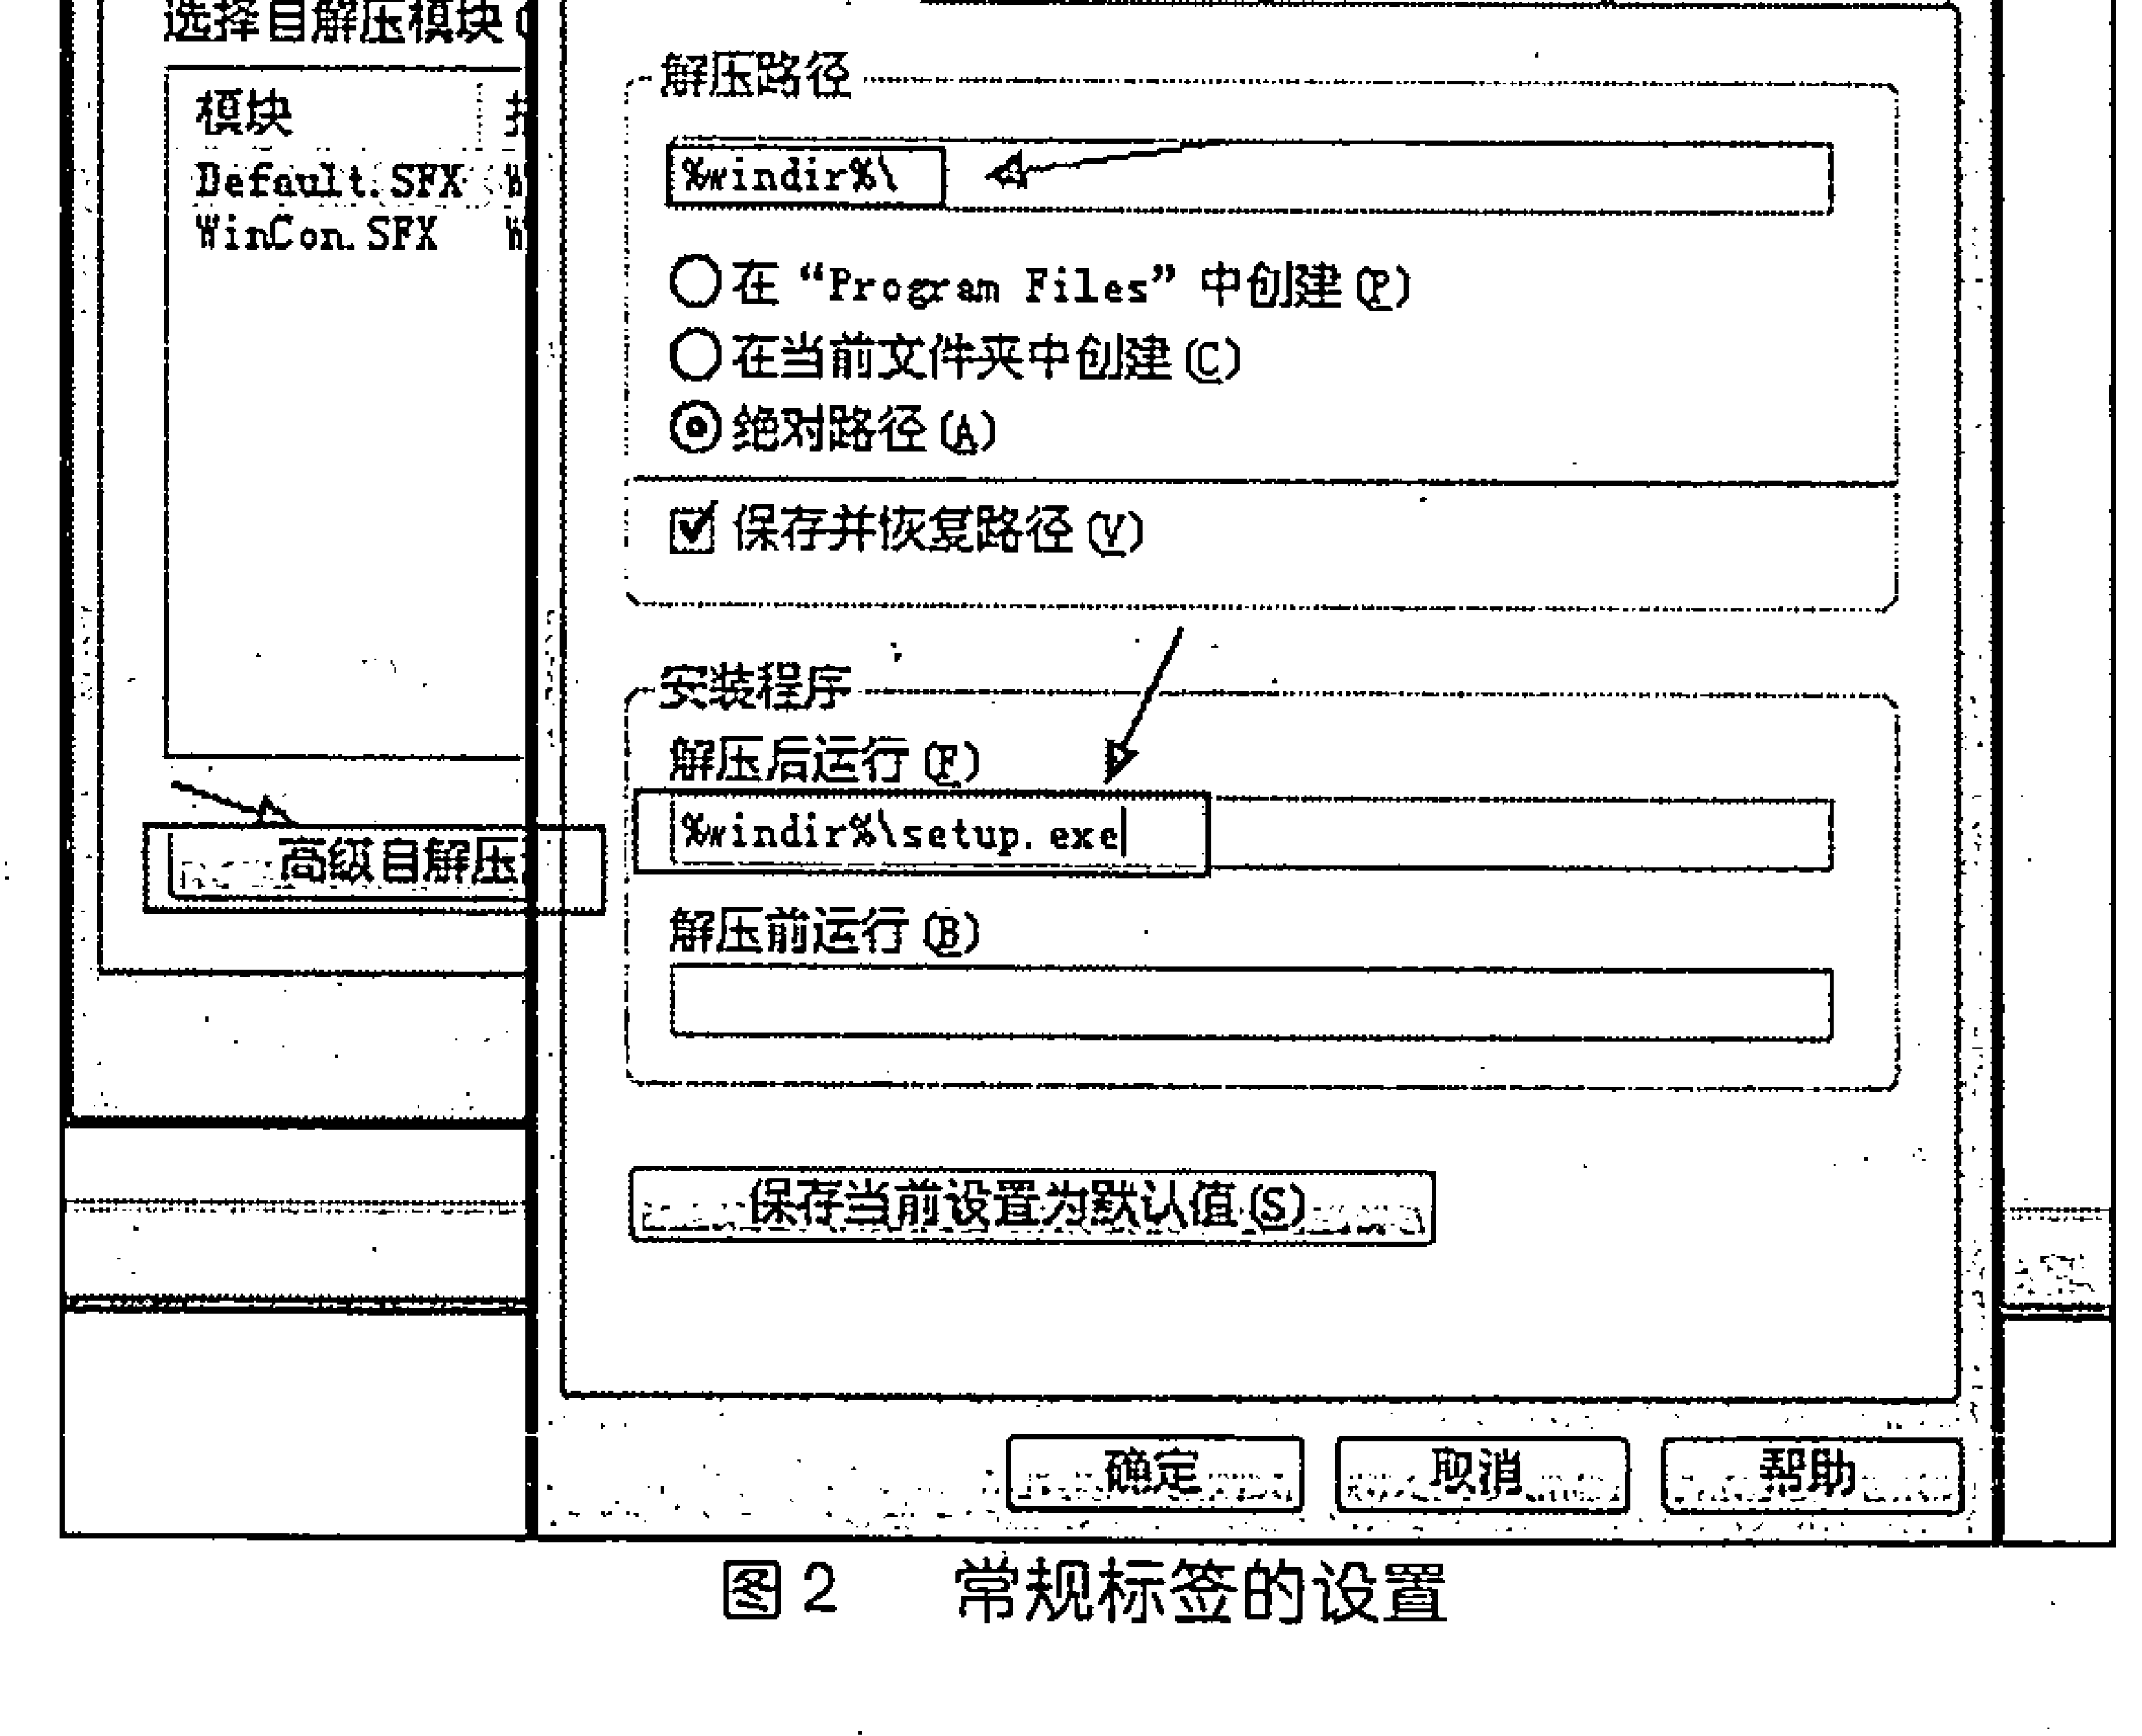 选择自解压模块(
模块
Default.SFX
WinCon.SFX
高级自解压
解压路径
%windir%\
在 “Program Files” 中创建(P)
在当前文件夹中创建(C)
绝对路径(A)
保存并恢复路径(V)
安装程序
解压后运行(F)
%windir%\setup.exe
解压前运行(B)
保存当前设置为默认值(S)
确定
取消
帮助
图2 常规标签的设置